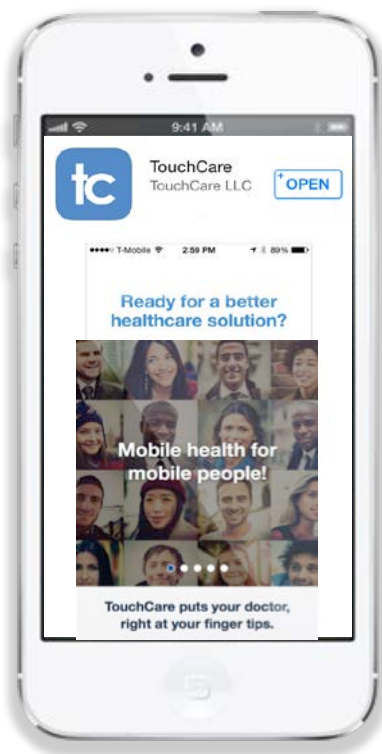 9:41 AM
tc
TouchCare
TouchCare LLC
+OPEN
T-Mobile 2:59 PM 89%
Ready for a better
healthcare solution?
Mobile health for
mobile people!
TouchCare puts your doctor,
right at your finger tips.